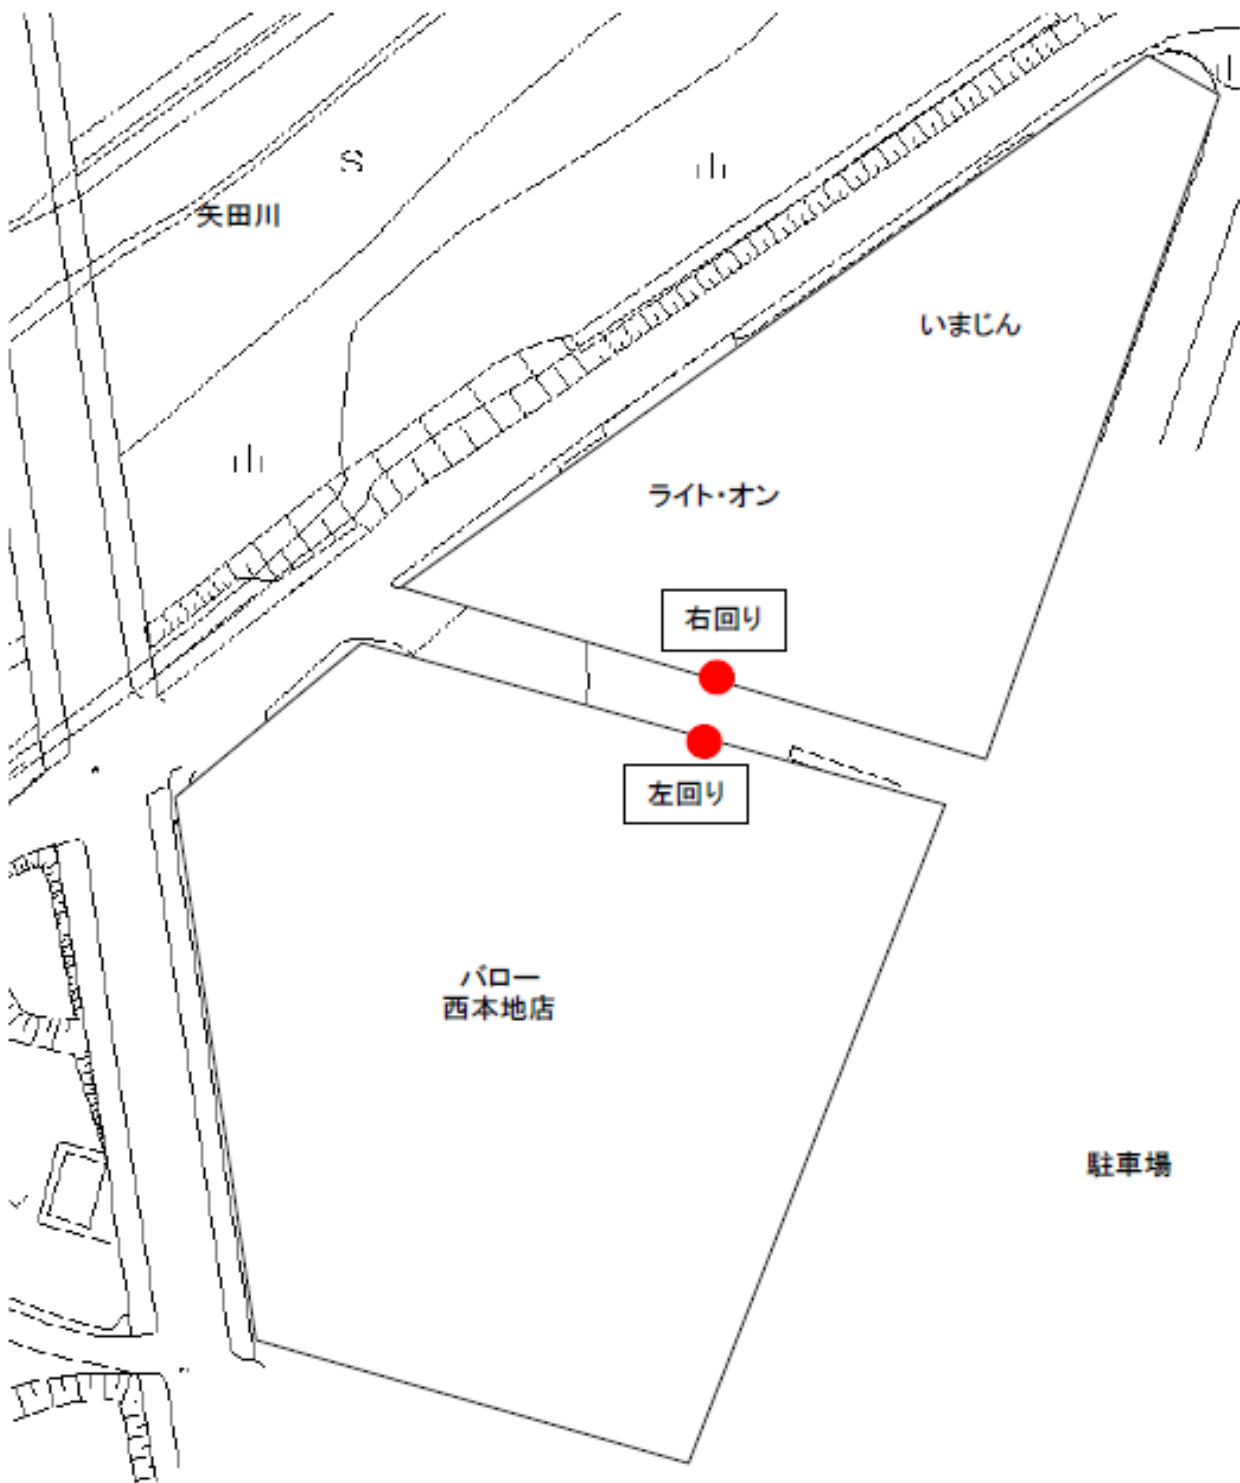 矢田川
いまじん
ライト・オン
右回り
左回り
バロー
西本地店
駐車場